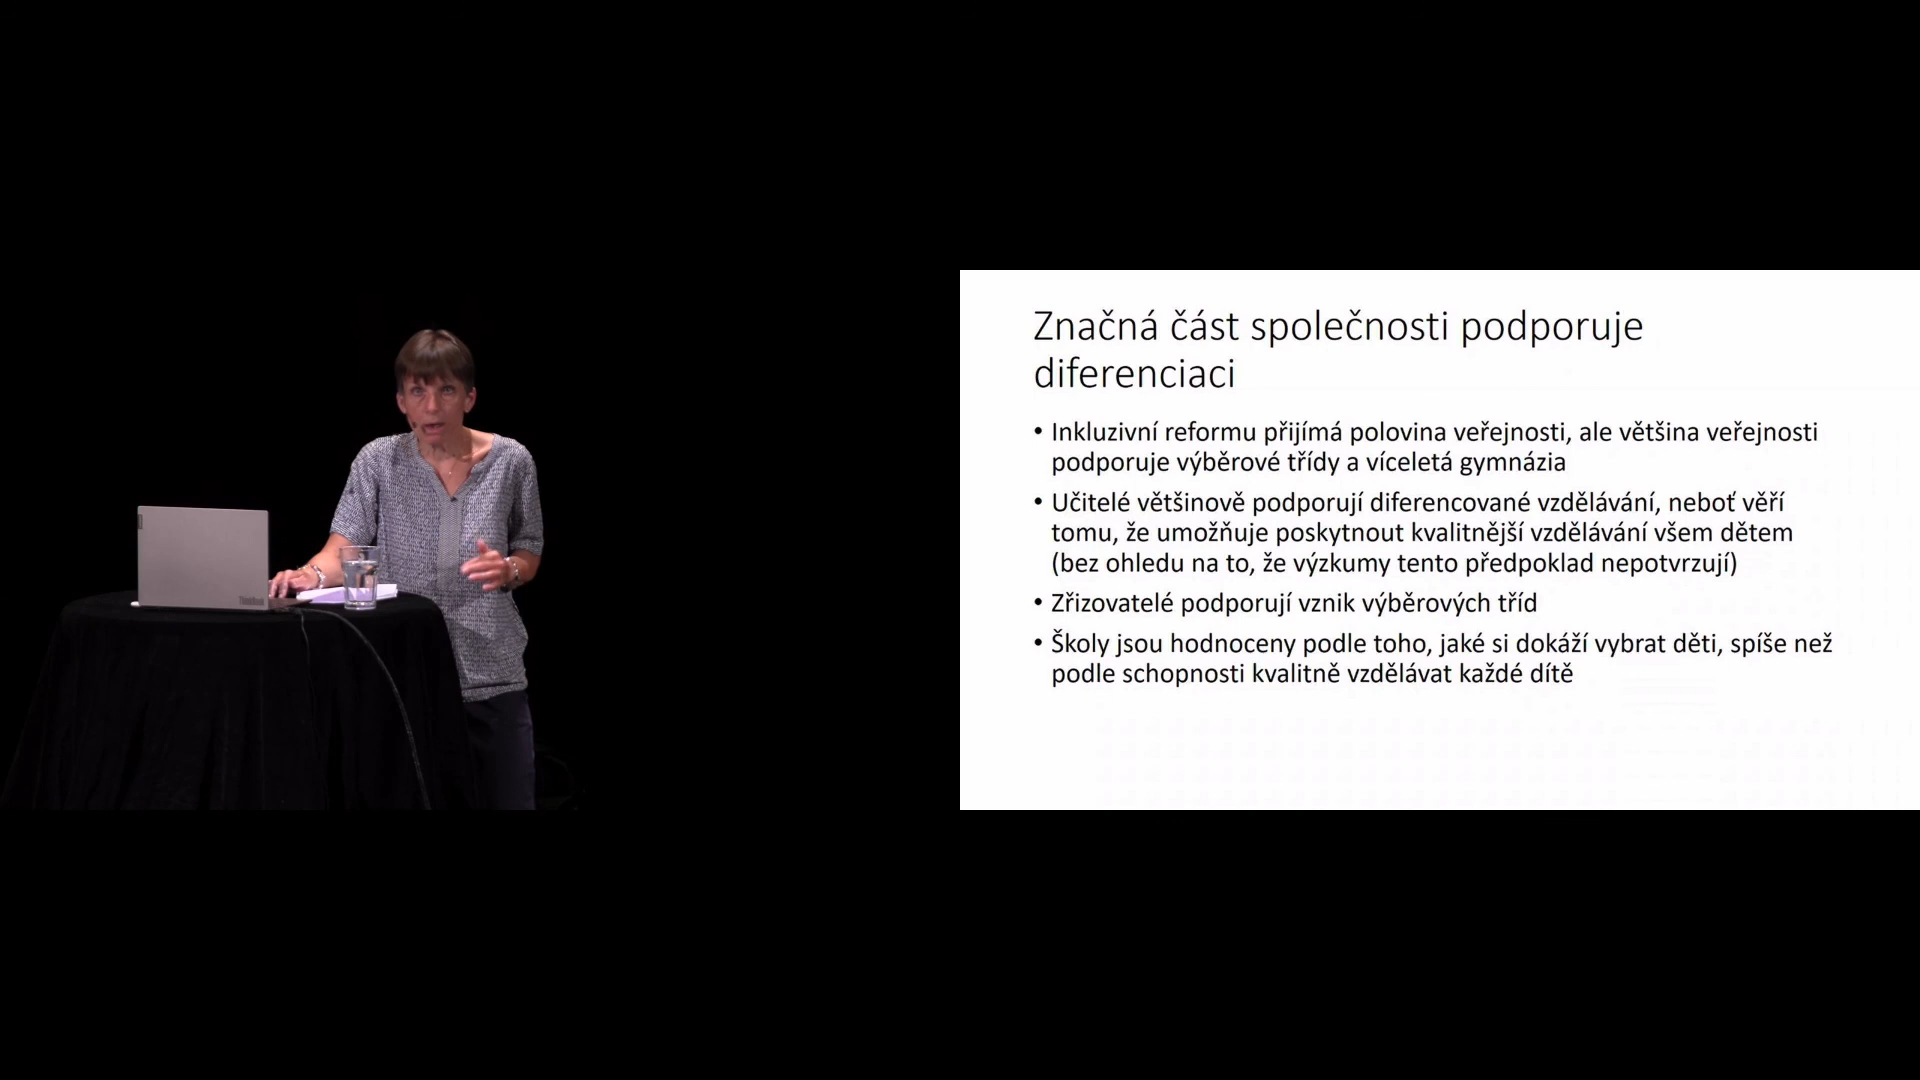 Značná část společnosti podporuje
diferenciaci
• Inkluzivní reformu přijímá polovina veřejnosti, ale většina veřejnosti
podporuje výběrové třídy a víceletá gymnázia
• Učitelé většinově podporují diferencované vzdělávání, neboť věří
tomu, že umožňuje poskytnout kvalitnější vzdělávání všem dětem
(bez ohledu na to, že výzkumy tento předpoklad nepotvrzují)
• Zřizovatelé podporují vznik výběrových tříd
• Školy jsou hodnoceny podle toho, jaké si dokáží vybrat děti, spíše než
podle schopnosti kvalitně vzdělávat každé dítě